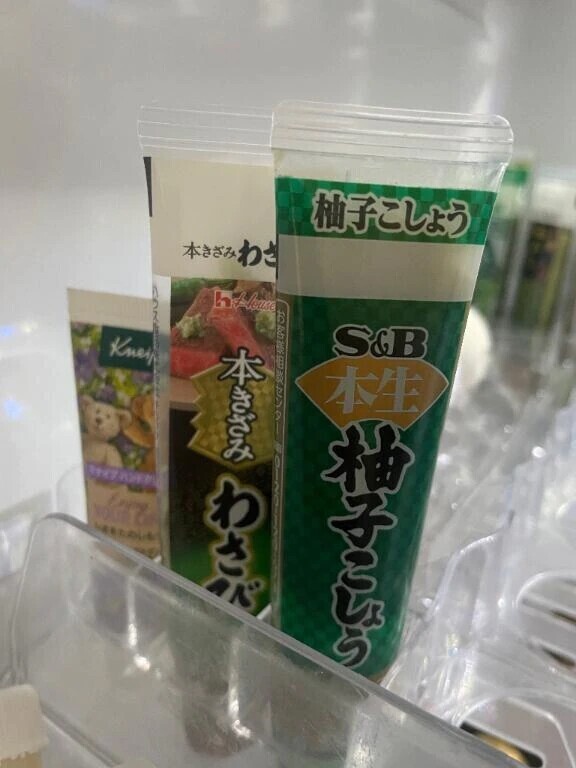 柚子こしょう
S&B
本生
柚子こしょう
本きざみ わさ
House
本きざみ
わさび
Kneip
Enjoy